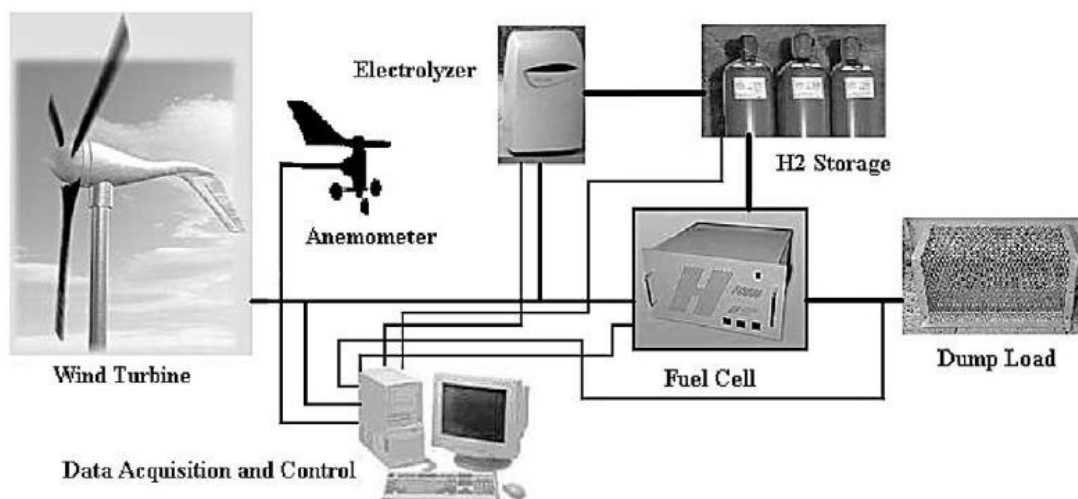 Electrolyzer
H2 Storage
Anemometer
H
Wind Turbine
Fuel Cell
Dump Load
Data Acquisition and Control